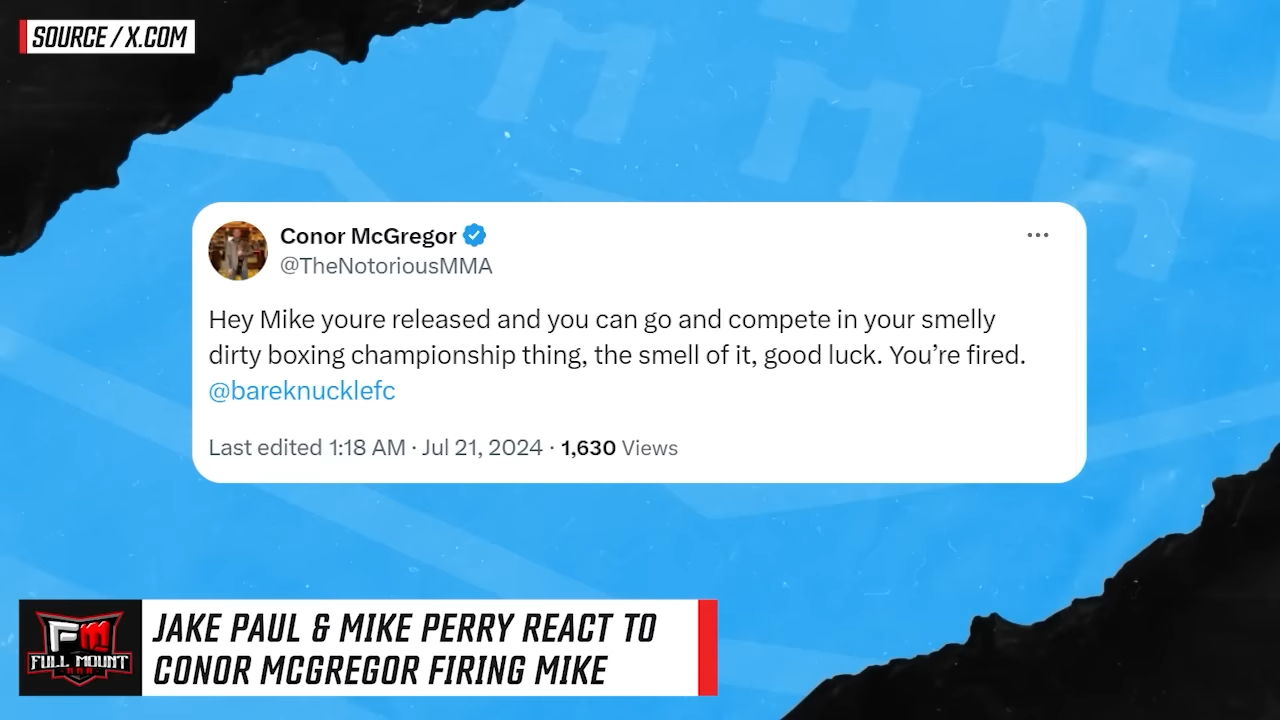 SOURCE / X.COM
Conor McGregor
@TheNotoriousMMA
Hey Mike youre released and you can go and compete in your smelly
dirty boxing championship thing, the smell of it, good luck. You’re fired.
@bareknucklefc
Last edited 1:18 AM · Jul 21, 2024 · 1,630 Views
FM
FULL MOUNT
MMA
JAKE PAUL & MIKE PERRY REACT TO
CONOR MCGREGOR FIRING MIKE